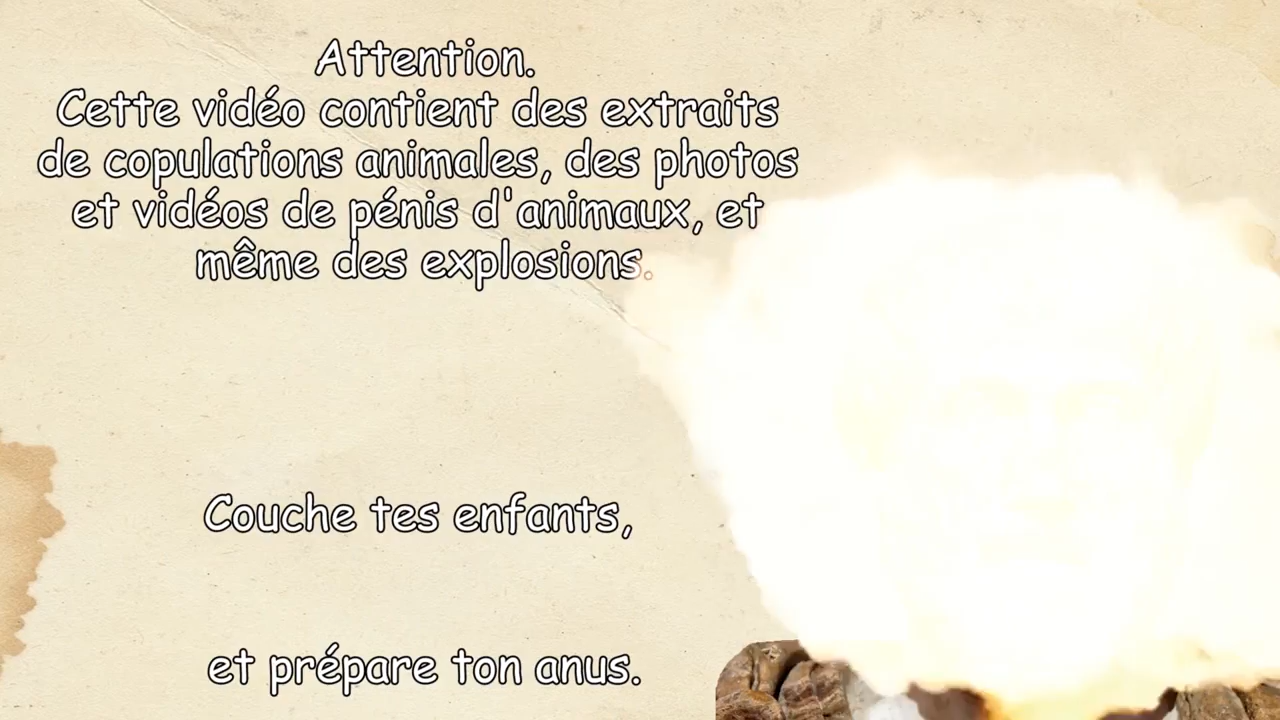 Attention.
Cette vidéo contient des extraits
de copulations animales, des photos
et vidéos de pénis d'animaux, et
même des explosions.
Couche tes enfants,
et prépare ton anus.